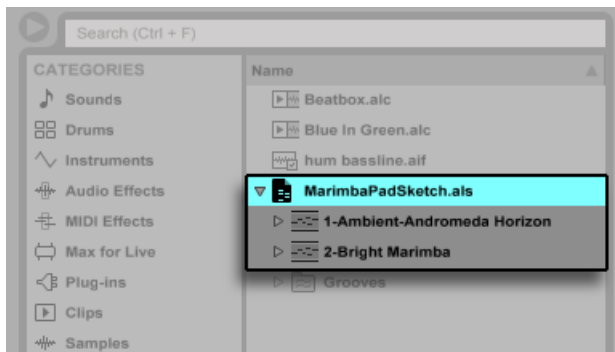 Search (Ctrl + F)
CATEGORIES
Sounds
Drums
Instruments
Audio Effects
MIDI Effects
Max for Live
Plug-ins
Clips
Samples
Name
Beatbox.alc
Blue In Green.alc
hum bassline.aif
MarimbaPadSketch.als
1-Ambient-Andromeda Horizon
2-Bright Marimba
Grooves